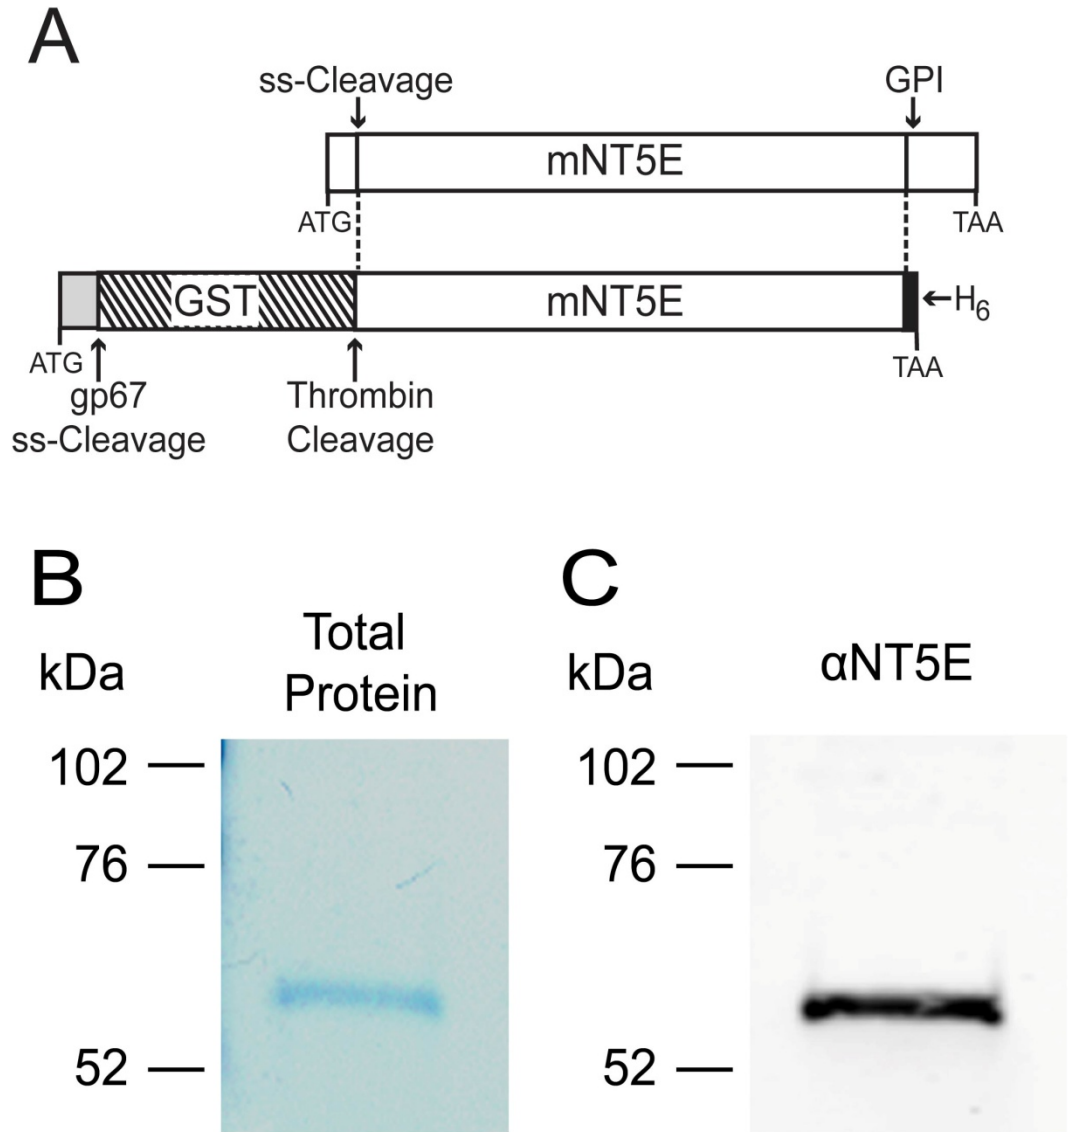 A
ss-Cleavage
GPI
mNT5E
ATG
TAA
GST
mNT5E
←H6
ATG
TAA
gp67
ss-Cleavage
Thrombin
Cleavage
B
C
Total
Protein
kDa
kDa
αNT5E
102
102
76
76
52
52